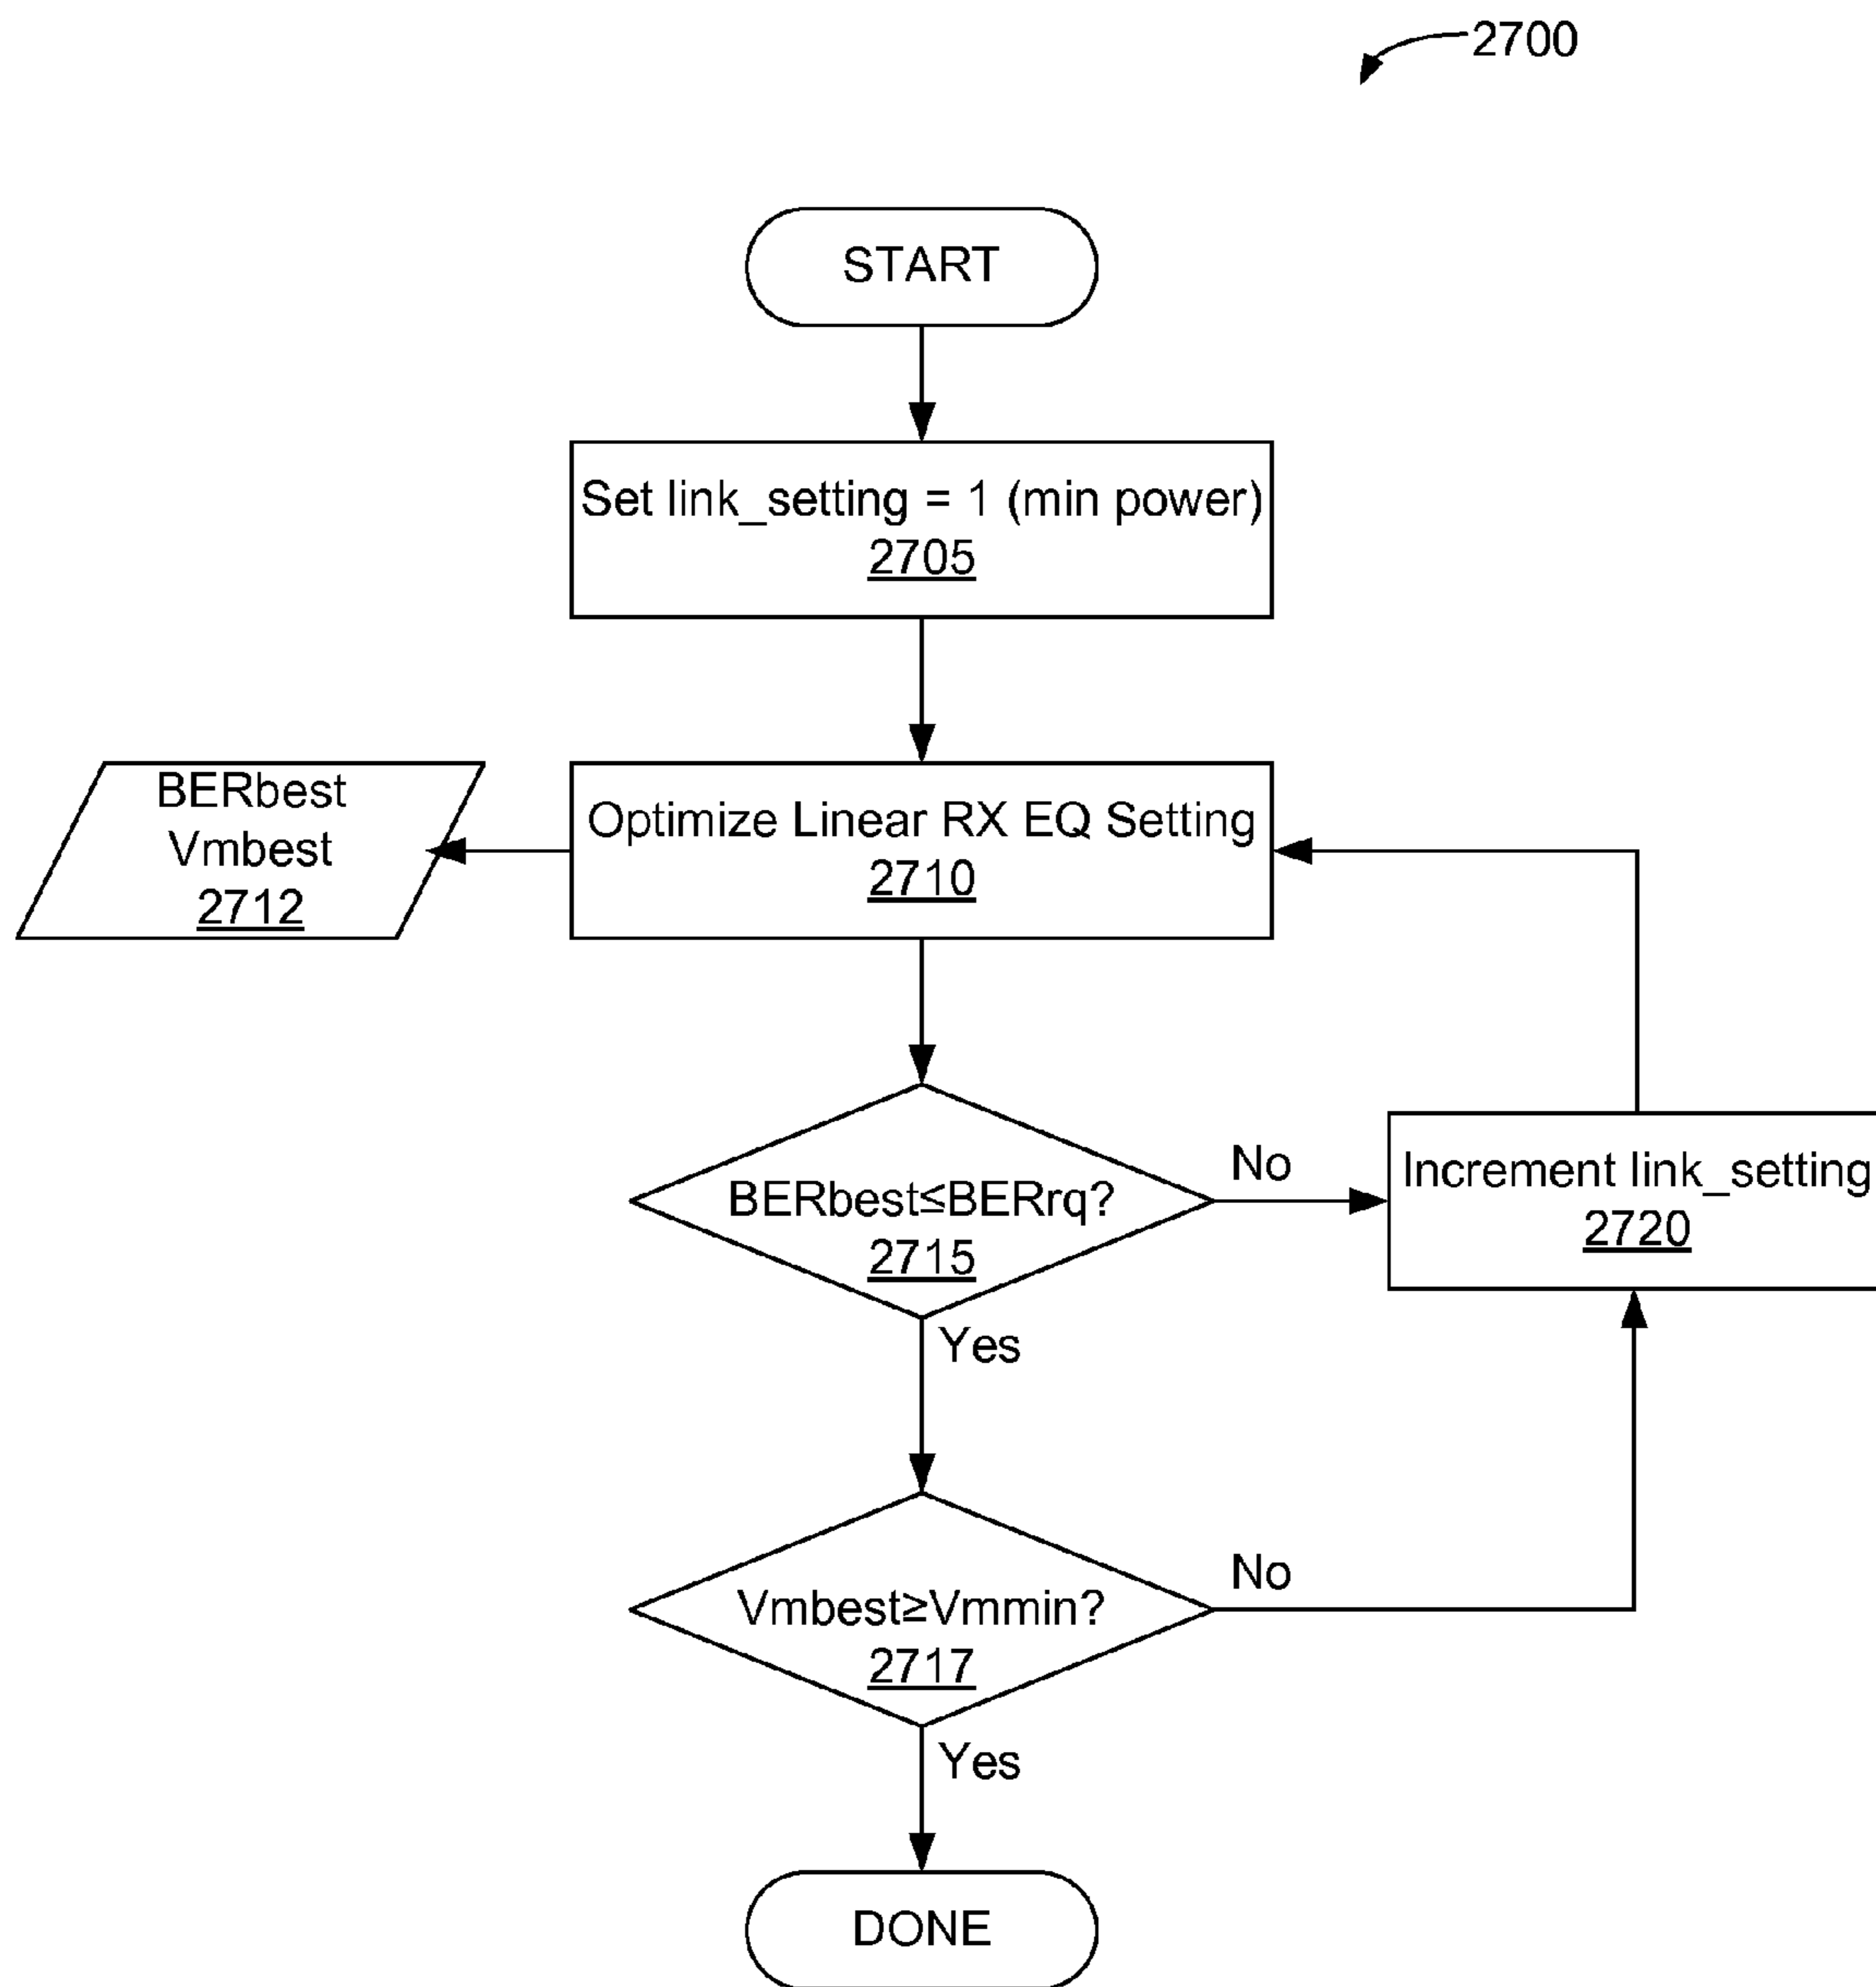 2700
START
Set link_setting = 1 (min power)
2705
BERbest
Vmbest
2712
Optimize Linear RX EQ Setting
2710
BERbest≤BERrq?
2715
No
Increment link_setting
2720
Yes
Vmbest≥Vmmin?
2717
No
Yes
DONE